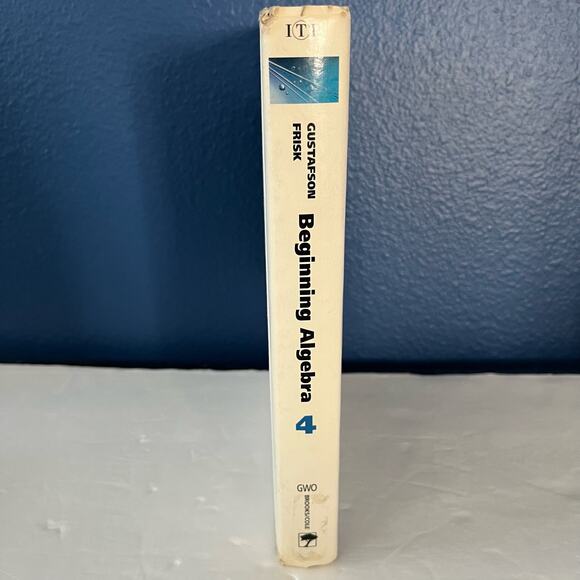 ITP
GUSTAFSON
FRISK
Beginning Algebra
4
GWO
BROOKS/COLE